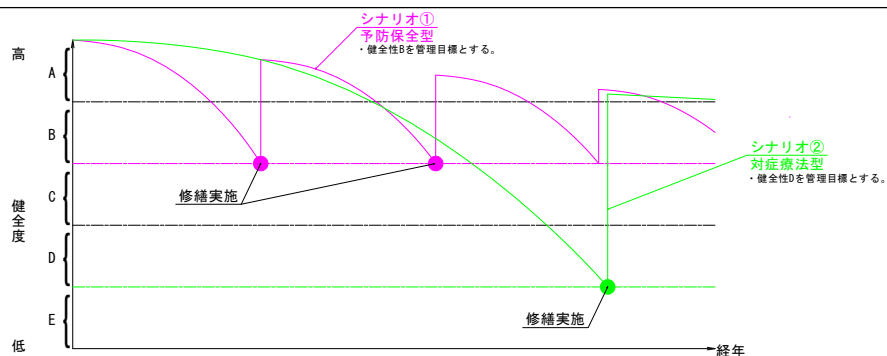 シナリオ①
予防保全型
・健全性Bを管理目標とする。
高
A
B
シナリオ②
対症療法型
・健全性Dを管理目標とする。
修繕実施
C
健全度
D
E
修繕実施
低
経年